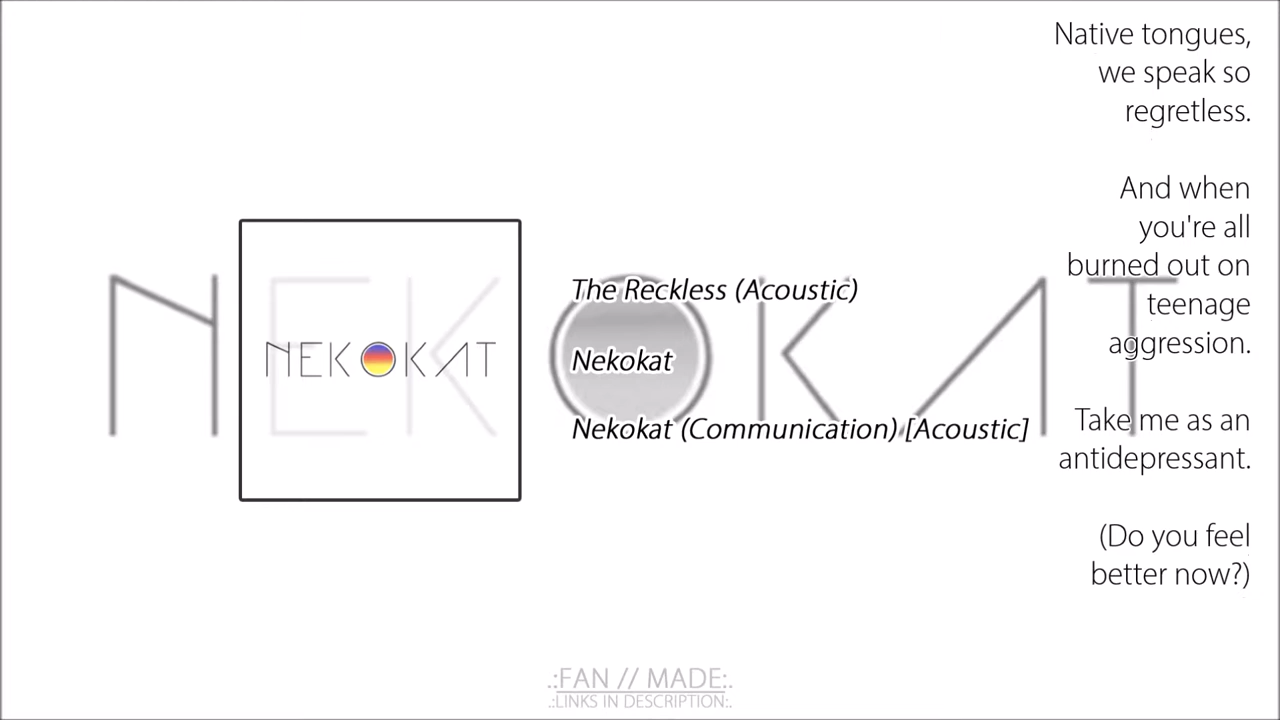 NEKOKAT
NEKOKAT
The Reckless (Acoustic)
Nekokat
Nekokat (Communication) [Acoustic]
Native tongues,
we speak so
regretless.
And when
you're all
burned out on
teenage
aggression.
Take me as an
antidepressant.
(Do you feel
better now?)
.:FAN // MADE:.
.:LINKS IN DESCRIPTION:.